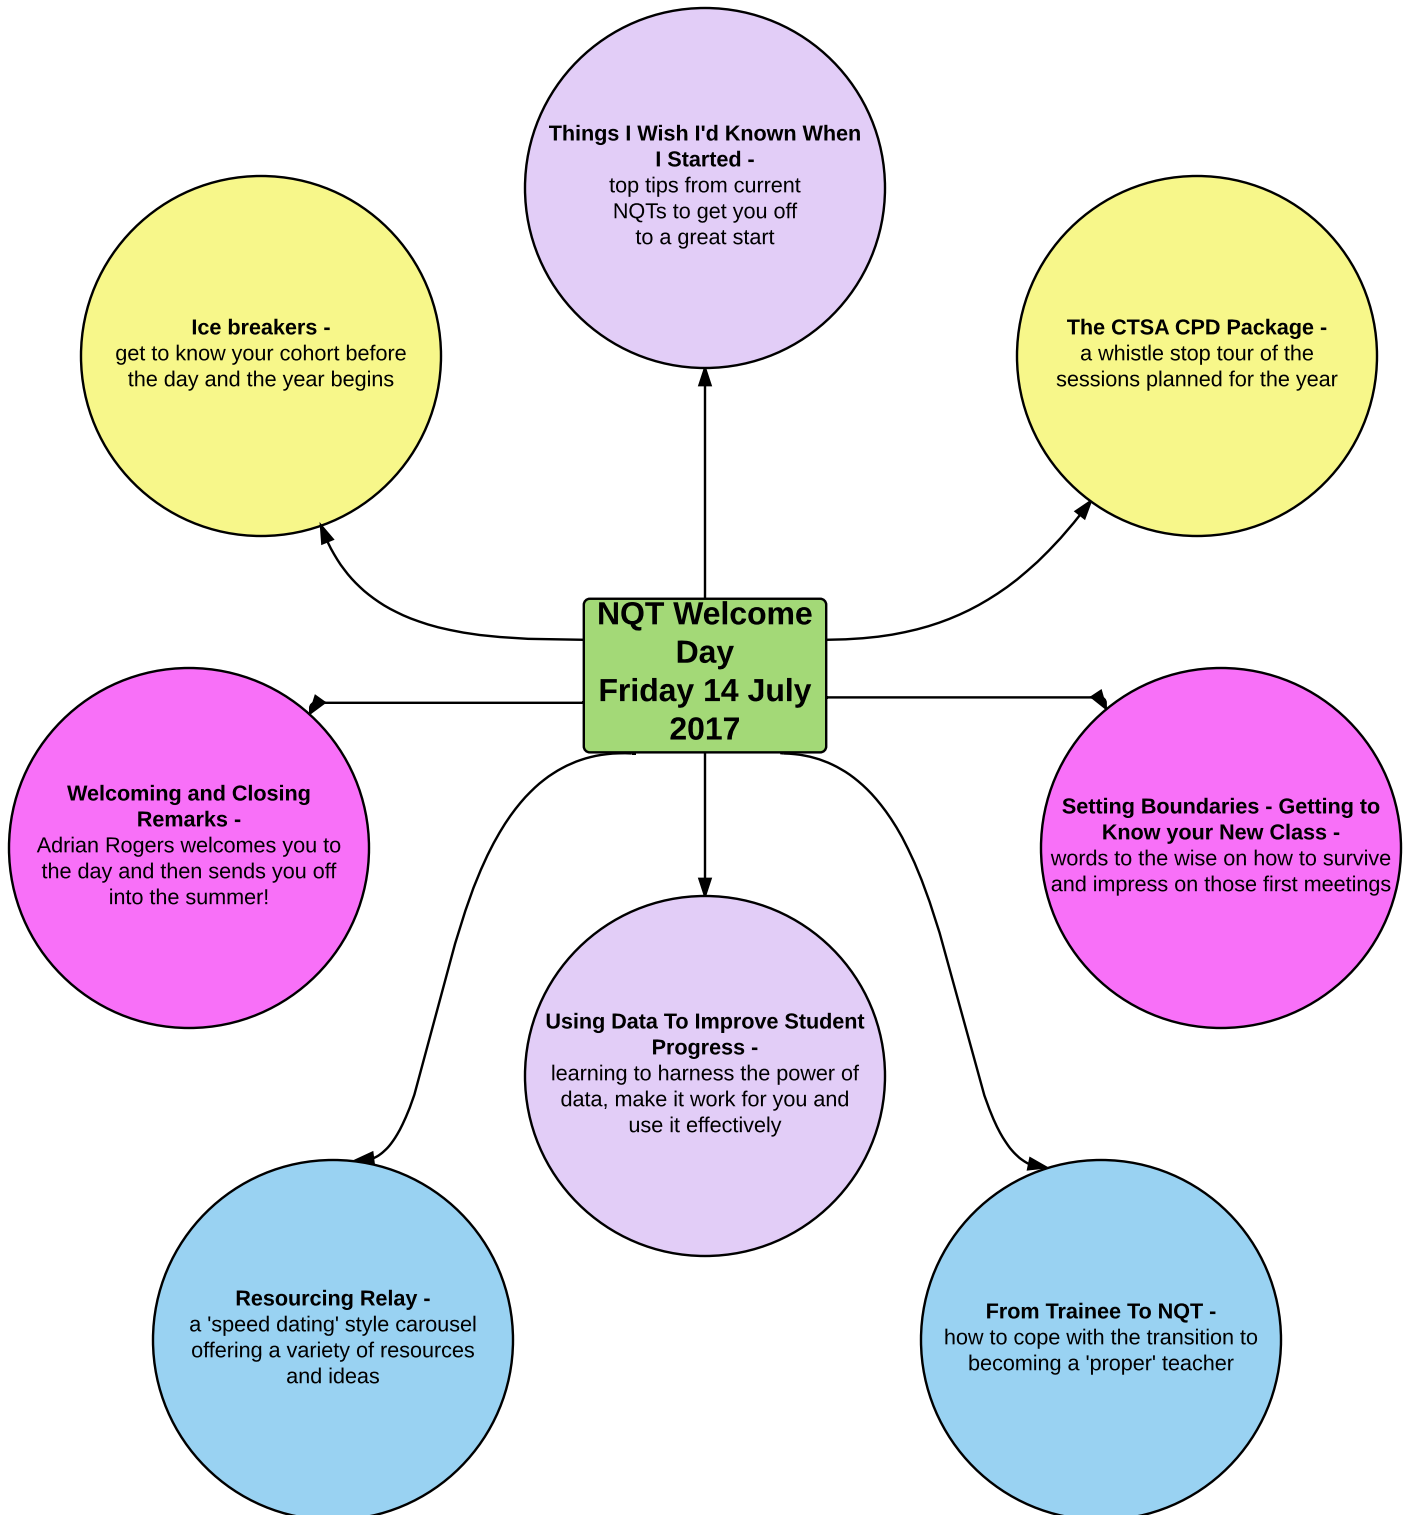 Things I Wish I'd Known When
I Started -
top tips from current
NQTs to get you off
to a great start
Ice breakers -
get to know your cohort before
the day and the year begins
The CTSA CPD Package -
a whistle stop tour of the
sessions planned for the year
NQT Welcome
Day
Friday 14 July
2017
Welcoming and Closing
Remarks -
Adrian Rogers welcomes you to
the day and then sends you off
into the summer!
Setting Boundaries - Getting to
Know your New Class -
words to the wise on how to survive
and impress on those first meetings
Using Data To Improve Student
Progress -
learning to harness the power of
data, make it work for you and
use it effectively
Resourcing Relay -
a 'speed dating' style carousel
offering a variety of resources
and ideas
From Trainee To NQT -
how to cope with the transition to
becoming a 'proper' teacher